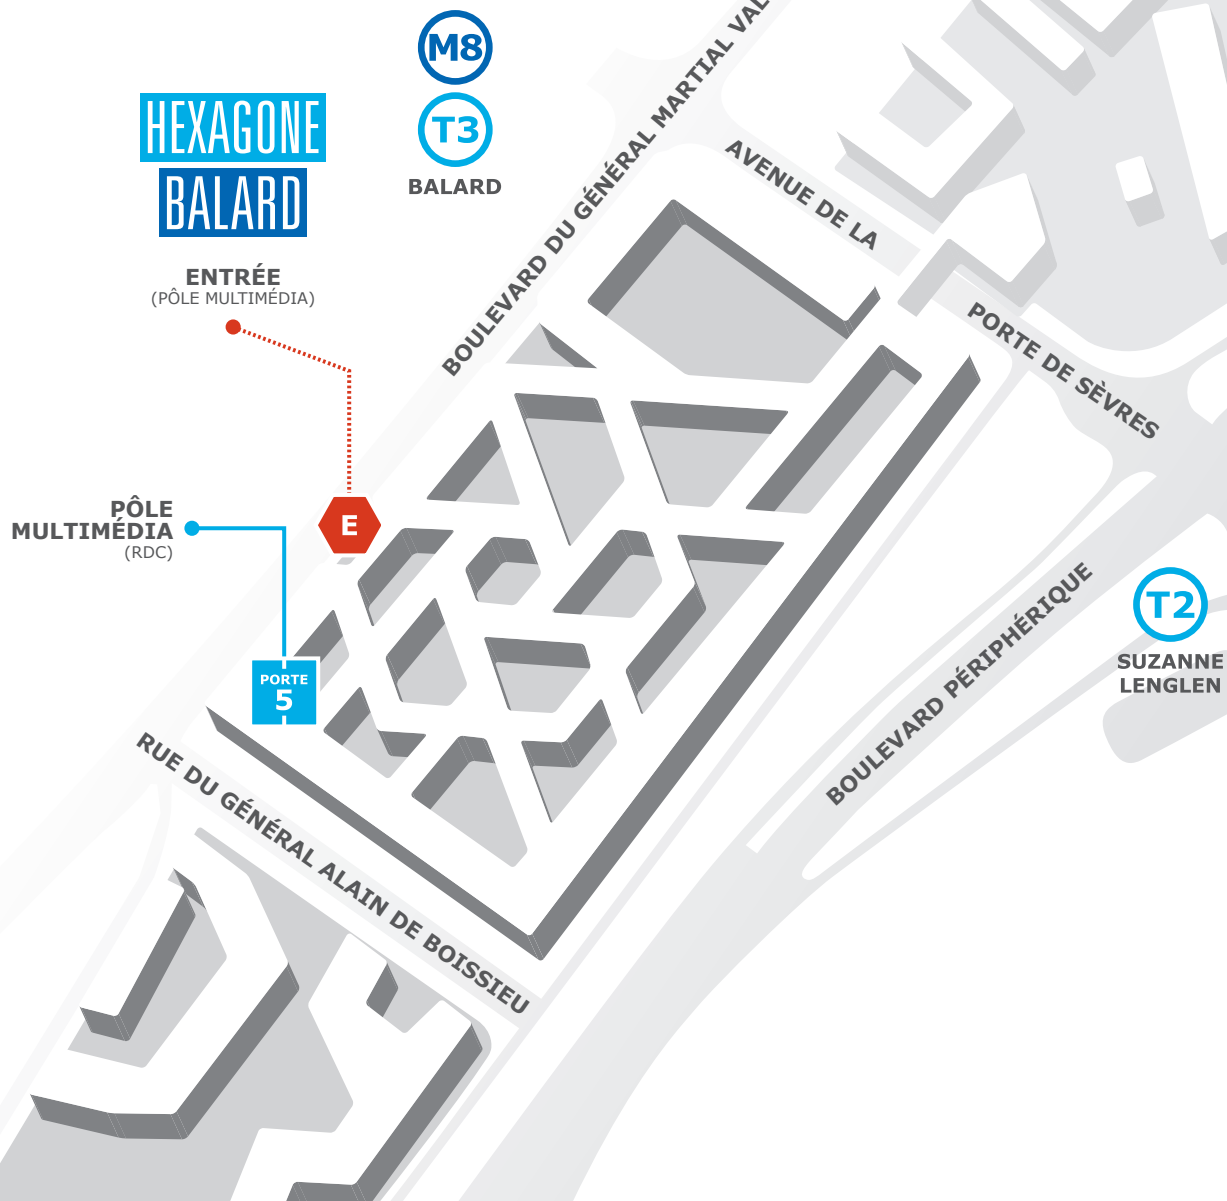 M8
T3
BALARD
HEXAGONE
BALARD
ENTRÉE
(PÔLE MULTIMÉDIA)
BOULEVARD DU GÉNÉRAL MARTIAL VAL
AVENUE DE LA
PORTE DE SÈVRES
E
PÔLE
MULTIMÉDIA
(RDC)
PORTE
5
T2
SUZANNE
LENGLEN
BOULEVARD PÉRIPHÉRIQUE
RUE DU GÉNÉRAL ALAIN DE BOISSIEU